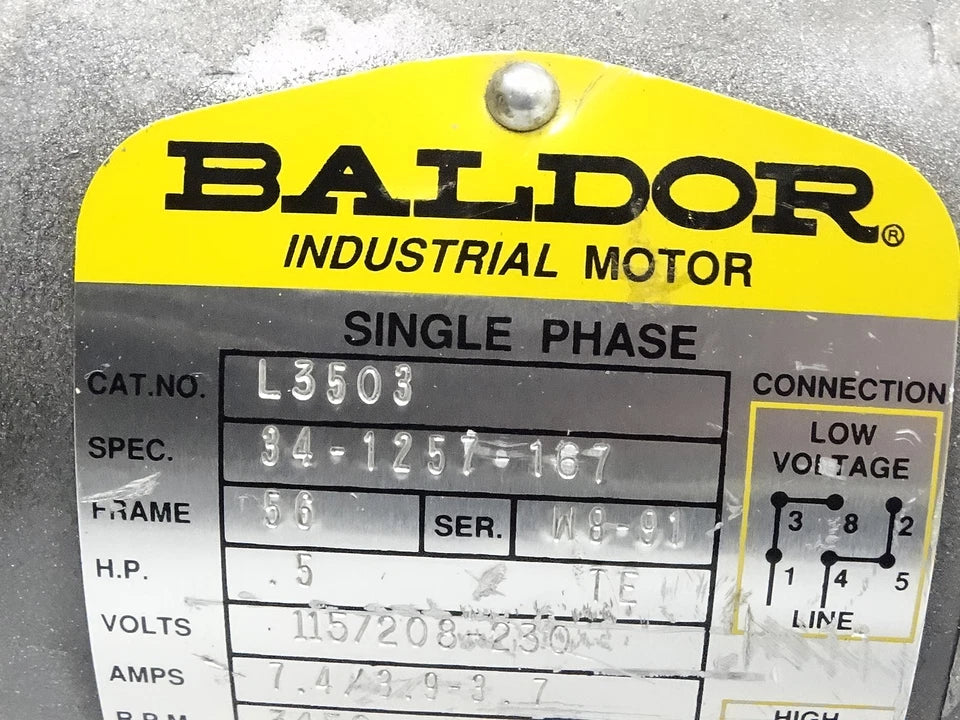 BALDOR®
INDUSTRIAL MOTOR
SINGLE PHASE
CAT.NO. L3503
SPEC. 34-1257-167
FRAME 56 SER. W8-91
H.P. .5 TE
VOLTS 115/208-230
AMPS 7.4/3.9-3.7
R.P.M. 3450
CONNECTION
LOW
VOLTAGE
3 8 2
1 4 5
LINE
HIGH